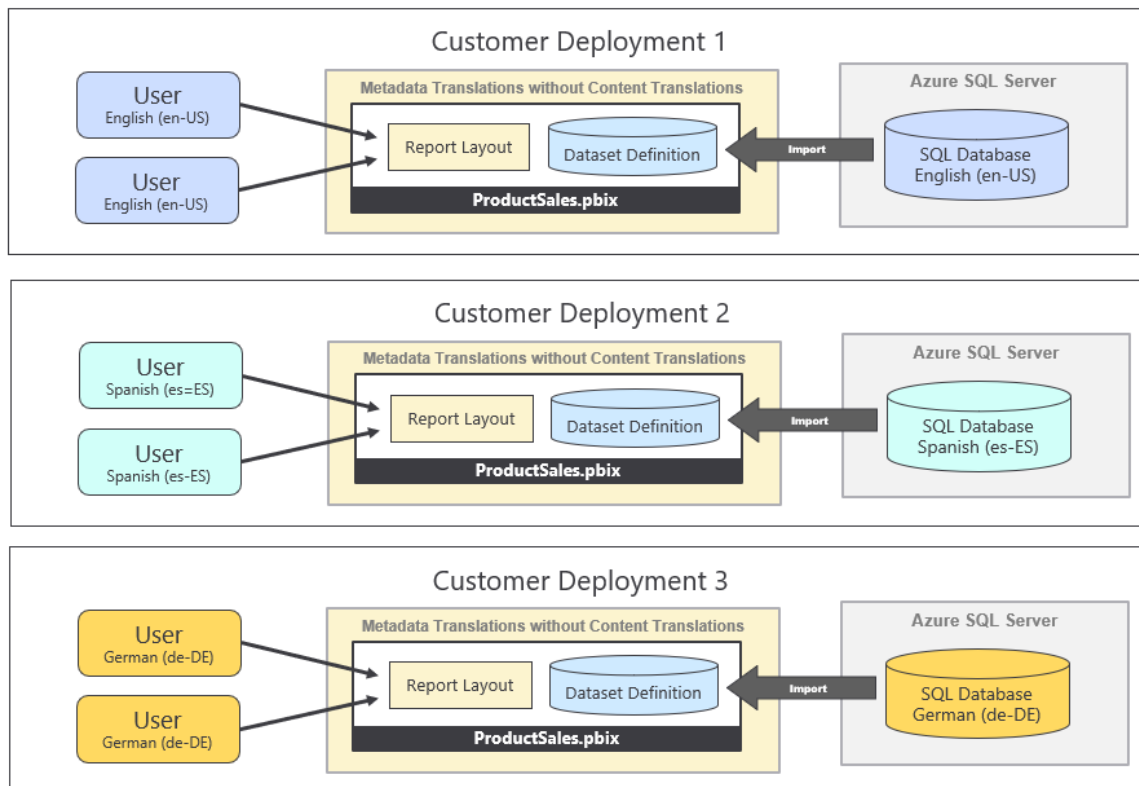 Customer Deployment 1
User
English (en-US)
User
English (en-US)
Metadata Translations without Content Translations
Report Layout
Dataset Definition
ProductSales.pbix
Import
Azure SQL Server
SQL Database
English (en-US)
Customer Deployment 2
User
Spanish (es=ES)
User
Spanish (es-ES)
Metadata Translations without Content Translations
Report Layout
Dataset Definition
ProductSales.pbix
Import
Azure SQL Server
SQL Database
Spanish (es-ES)
Customer Deployment 3
User
German (de-DE)
User
German (de-DE)
Metadata Translations without Content Translations
Report Layout
Dataset Definition
ProductSales.pbix
Import
Azure SQL Server
SQL Database
German (de-DE)